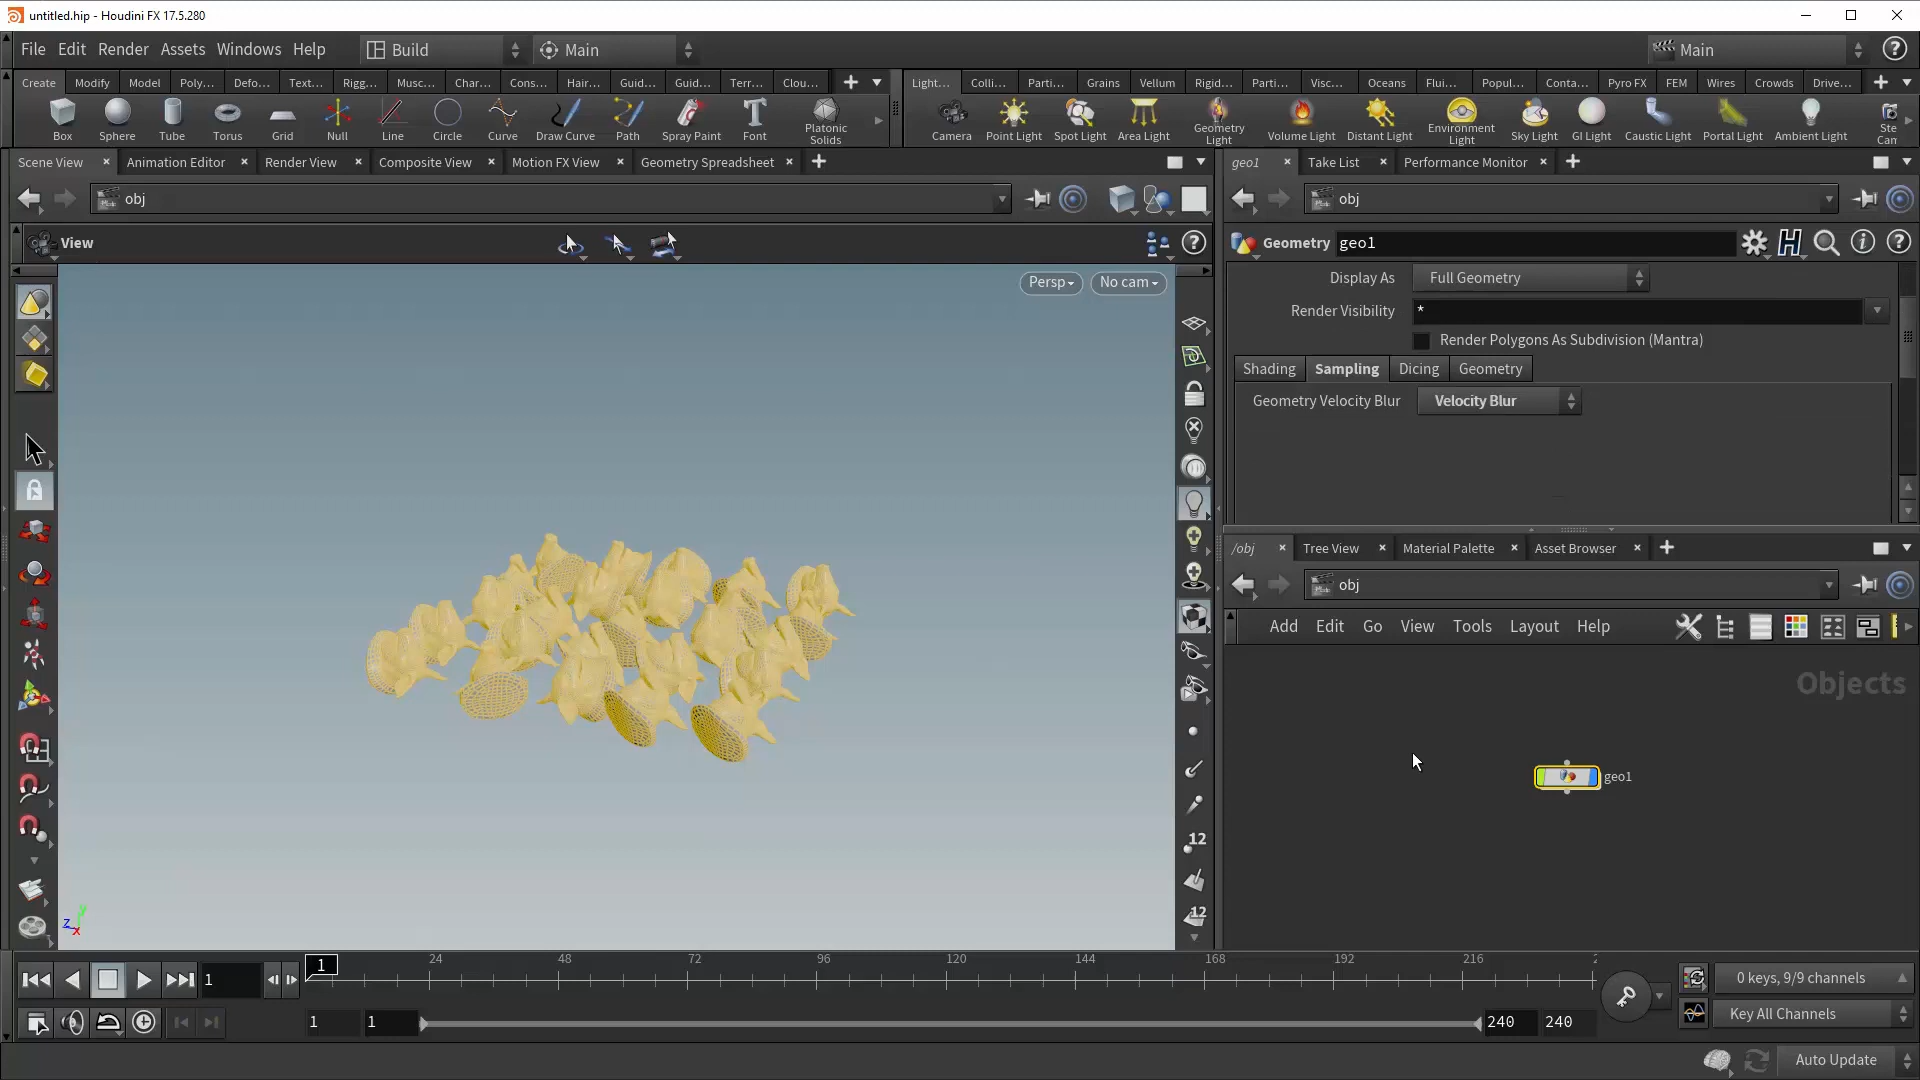 untitled.hip - Houdini FX 17.5.280
File Edit Render Assets Windows Help Build Main Main
Create Modify Model Poly... Defo... Text... Rigg... Musc... Char... Cons... Hair... Guid... Guid... Terr... Clou...
Light... Colli... Parti... Grains Vellum Rigid... Parti... Visc... Oceans Flui... Popul... Conta... Pyro FX FEM Wires Crowds Drive...
Box Sphere Tube Torus Grid Null Line Circle Curve Draw Curve Path Spray Paint Font Platonic Solids
Camera Point Light Spot Light Area Light Geometry Light Volume Light Distant Light Environment Light Sky Light GI Light Caustic Light Portal Light Ambient Light Ste Cam
Scene View Animation Editor Render View Composite View Motion FX View Geometry Spreadsheet
obj
View
Persp No cam
z y x
12
12
geo1 Take List Performance Monitor
obj
Geometry geo1
Display As Full Geometry
Render Visibility *
Render Polygons As Subdivision (Mantra)
Shading Sampling Dicing Geometry
Geometry Velocity Blur Velocity Blur
/obj Tree View Material Palette Asset Browser
obj
Add Edit Go View Tools Layout Help
Objects
geo1
1 1 24 48 72 96 120 144 168 192 216
0 keys, 9/9 channels
1 1 240 240
Key All Channels
Auto Update